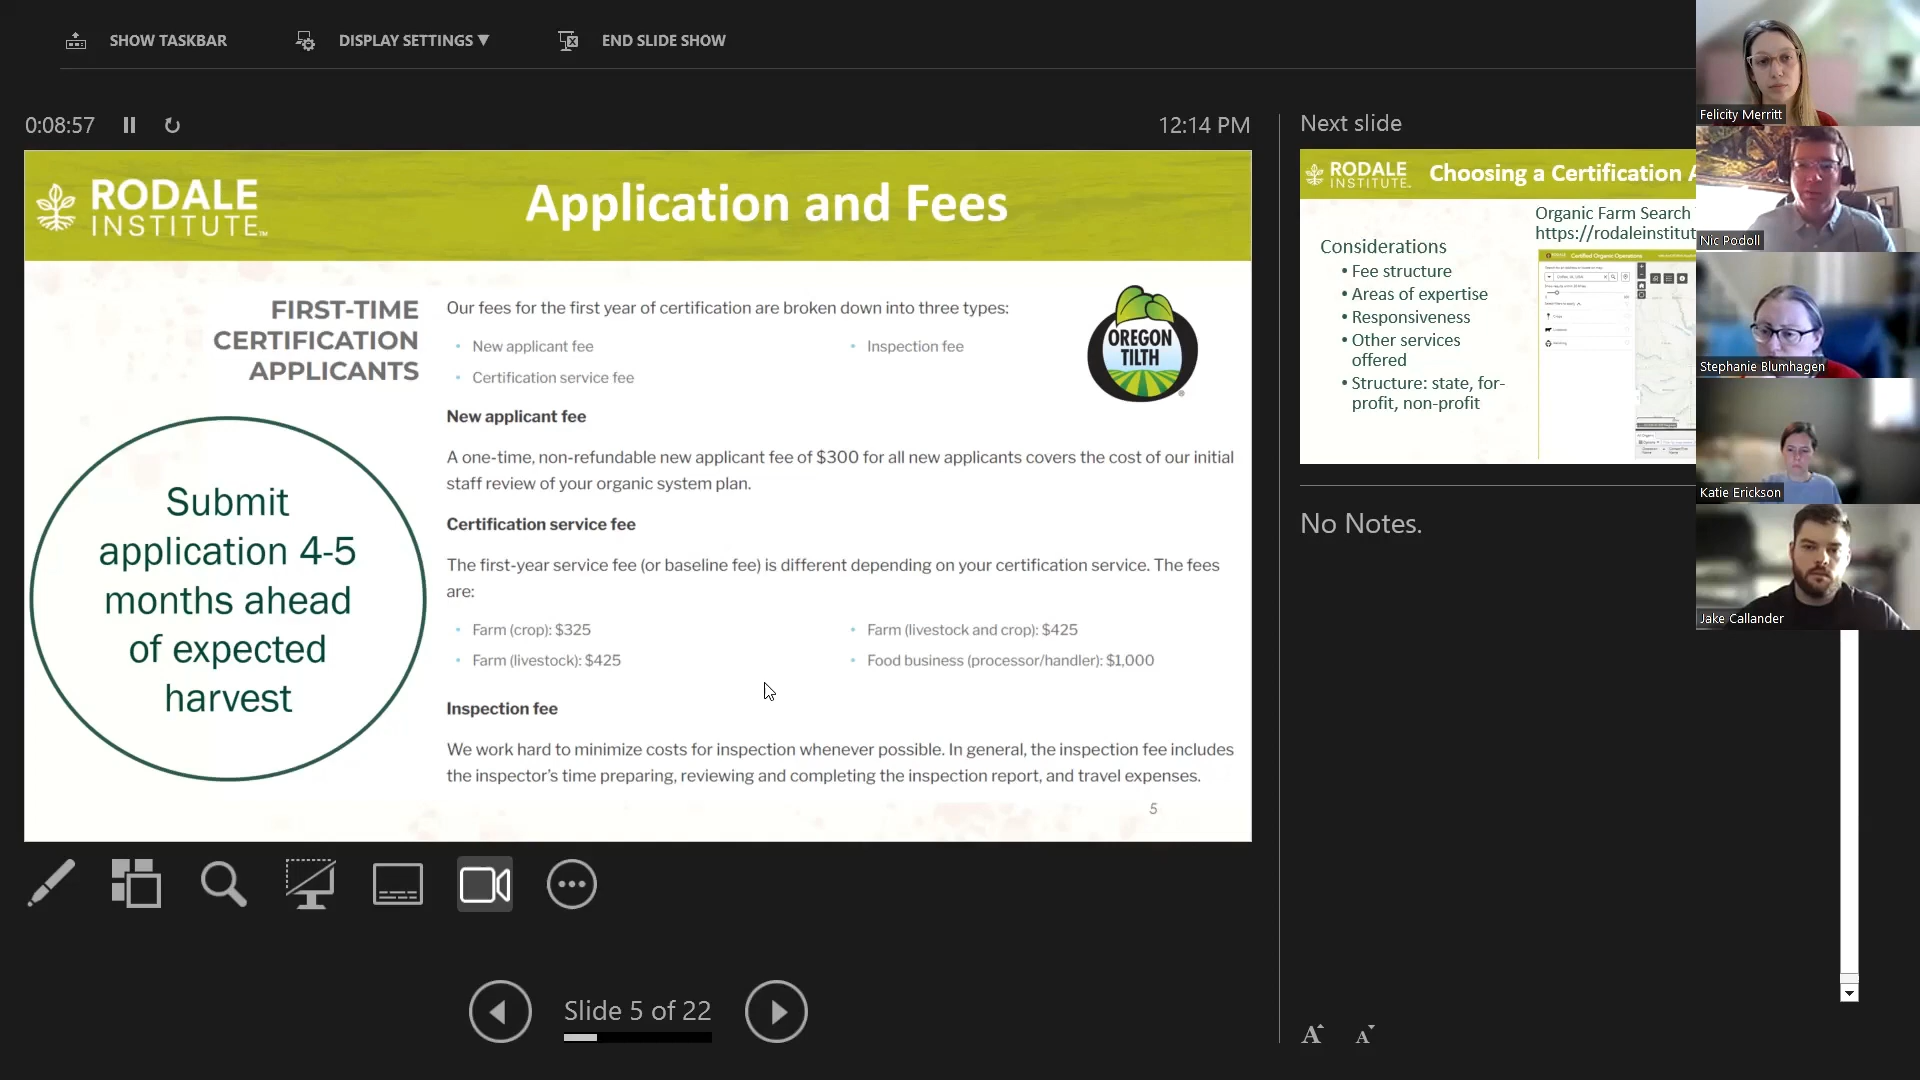 SHOW TASKBAR
DISPLAY SETTINGS ▼
END SLIDE SHOW
0:08:57
12:14 PM
RODALE
INSTITUTE™
Application and Fees
FIRST-TIME
CERTIFICATION
APPLICANTS
Submit
application 4-5
months ahead
of expected
harvest
Our fees for the first year of certification are broken down into three types:
• New applicant fee
• Inspection fee
• Certification service fee
OREGON
TILTH
®
New applicant fee
A one-time, non-refundable new applicant fee of $300 for all new applicants covers the cost of our initial
staff review of your organic system plan.
Certification service fee
The first-year service fee (or baseline fee) is different depending on your certification service. The fees
are:
• Farm (crop): $325
• Farm (livestock and crop): $425
• Farm (livestock): $425
• Food business (processor/handler): $1,000
Inspection fee
We work hard to minimize costs for inspection whenever possible. In general, the inspection fee includes
the inspector's time preparing, reviewing and completing the inspection report, and travel expenses.
5
Slide 5 of 22
Next slide
RODALE
INSTITUTE
Choosing a Certification A
Organic Farm Search
https://rodaleinstitut
Considerations
• Fee structure
• Areas of expertise
• Responsiveness
• Other services
offered
• Structure: state, for-
profit, non-profit
Certified Organic Operations
No Notes.
A
A
Felicity Merritt
Nic Podoll
Stephanie Blumhagen
Katie Erickson
Jake Callander